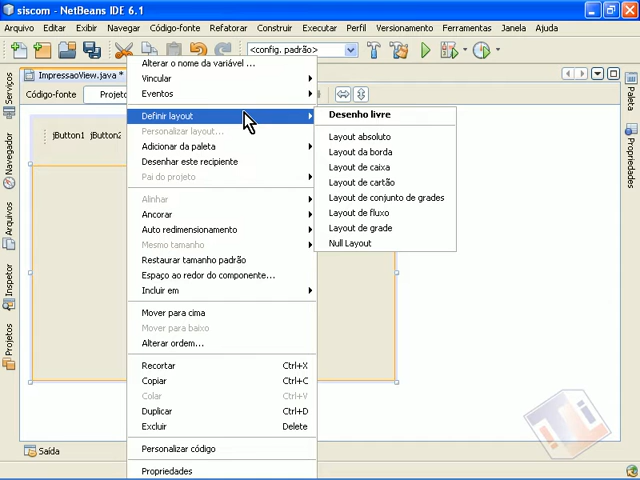 siscom - NetBeans IDE 6.1
Arquivo Editar Exibir Navegar Código-fonte Refatorar Construir Executar Perfil Versionamento Ferramentas Janela Ajuda
<config. padrão>
ImpressaoView.java *
Código-fonte Projeto
jButton1 jButton2
Alterar o nome da variável ...
Vincular
Eventos
Definir layout
Personalizar layout...
Adicionar da paleta
Desenhar este recipiente
Pai do projeto
Alinhar
Ancorar
Auto redimensionamento
Mesmo tamanho
Restaurar tamanho padrão
Espaço ao redor do componente...
Incluir em
Mover para cima
Mover para baixo
Alterar ordem...
Recortar Ctrl+X
Copiar Ctrl+C
Colar Ctrl+V
Duplicar Ctrl+D
Excluir Delete
Personalizar código
Propriedades
Desenho livre
Layout absoluto
Layout da borda
Layout de caixa
Layout de cartão
Layout de conjunto de grades
Layout de fluxo
Layout de grade
Null Layout
Serviços
Navegador
Arquivos
Inspetor
Projetos
Paleta
Propriedades
Saída